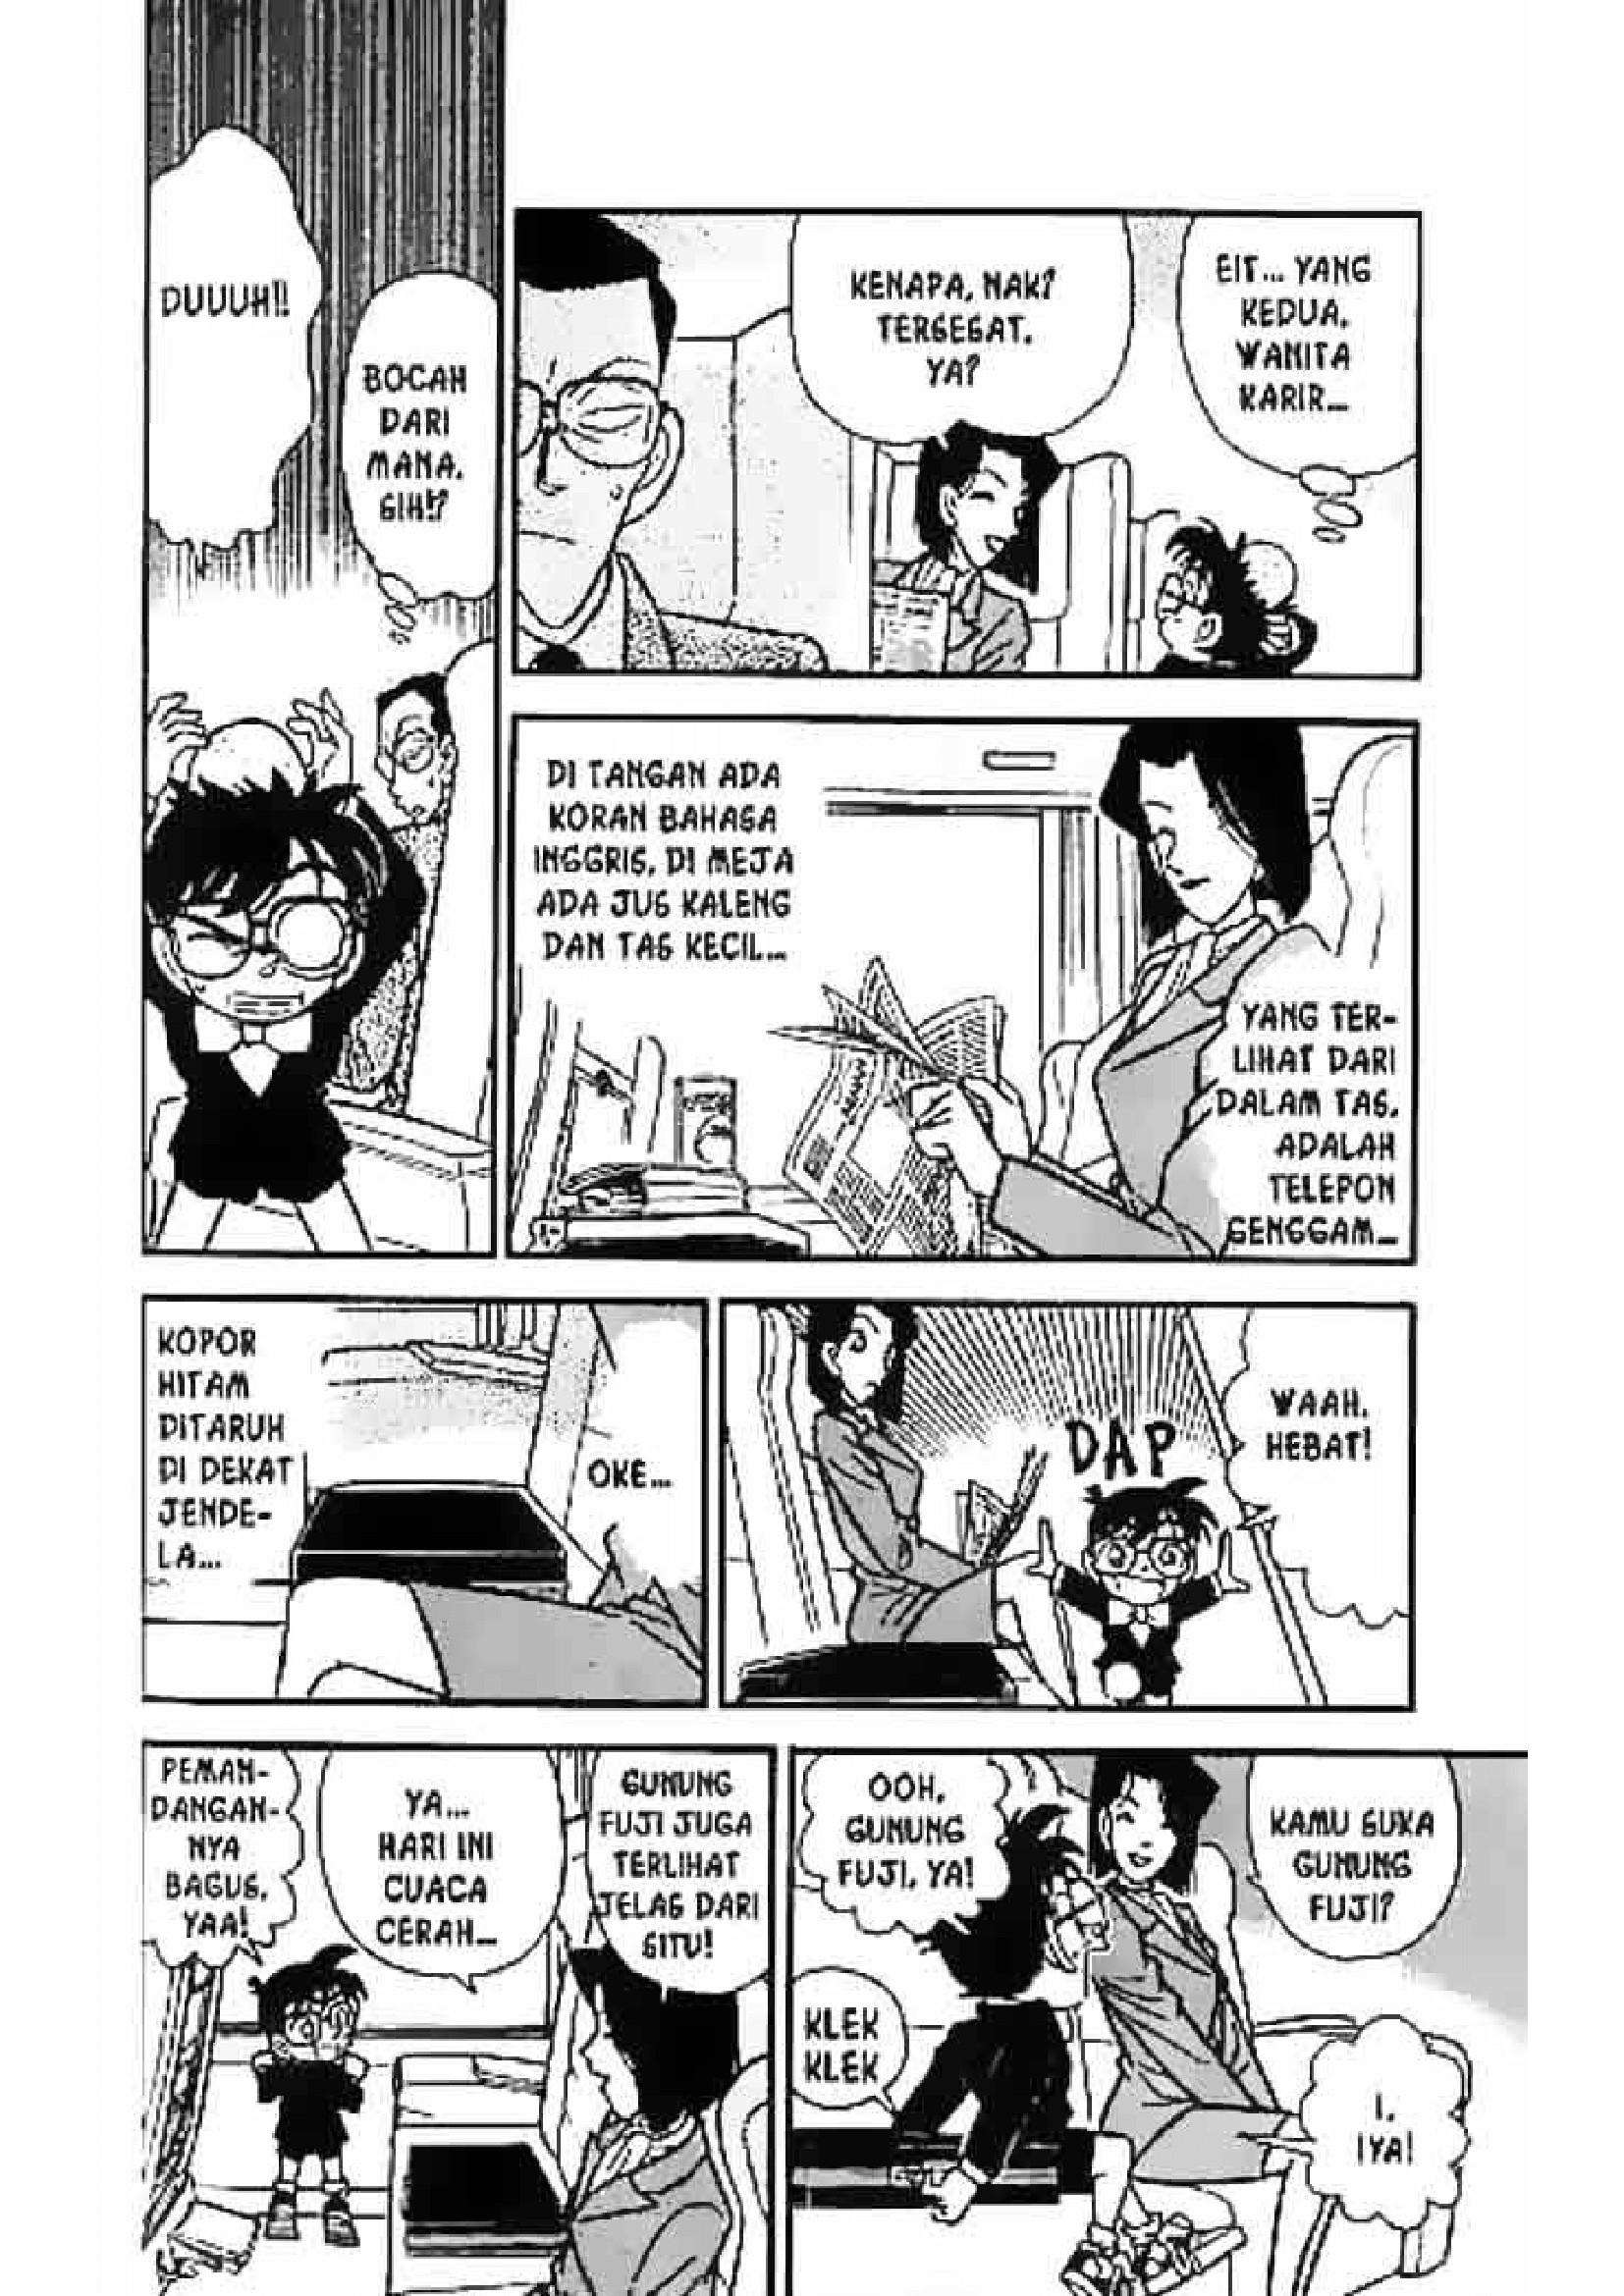 DUUUH!!
BOCAH
DARI
MANA,
SIH!?
KENAPA, NAK?
TERSESAT,
YA?
EIT... YANG
KEDUA,
WANITA
KARIR...
DI TANGAN ADA
KORAN BAHASA
INGGRIS, DI MEJA
ADA JUS KALENG
DAN TAS KECIL...
YANG TER-
LIHAT DARI
DALAM TAS,
ADALAH
TELEPON
GENGGAM...
KOPOR
HITAM
DITARUH
DI DEKAT
JENDE-
LA...
OKE...
DAP
WAAH,
HEBAT!
PEMAN-
DANGAN-
NYA
BAGUS,
YAA!
YA...
HARI INI
CUACA
CERAH...
GUNUNG
FUJI JUGA
TERLIHAT
JELAS DARI
SITU!
OOH,
GUNUNG
FUJI, YA!
KLEK
KLEK
KAMU SUKA
GUNUNG
FUJI?
I,
IYA!